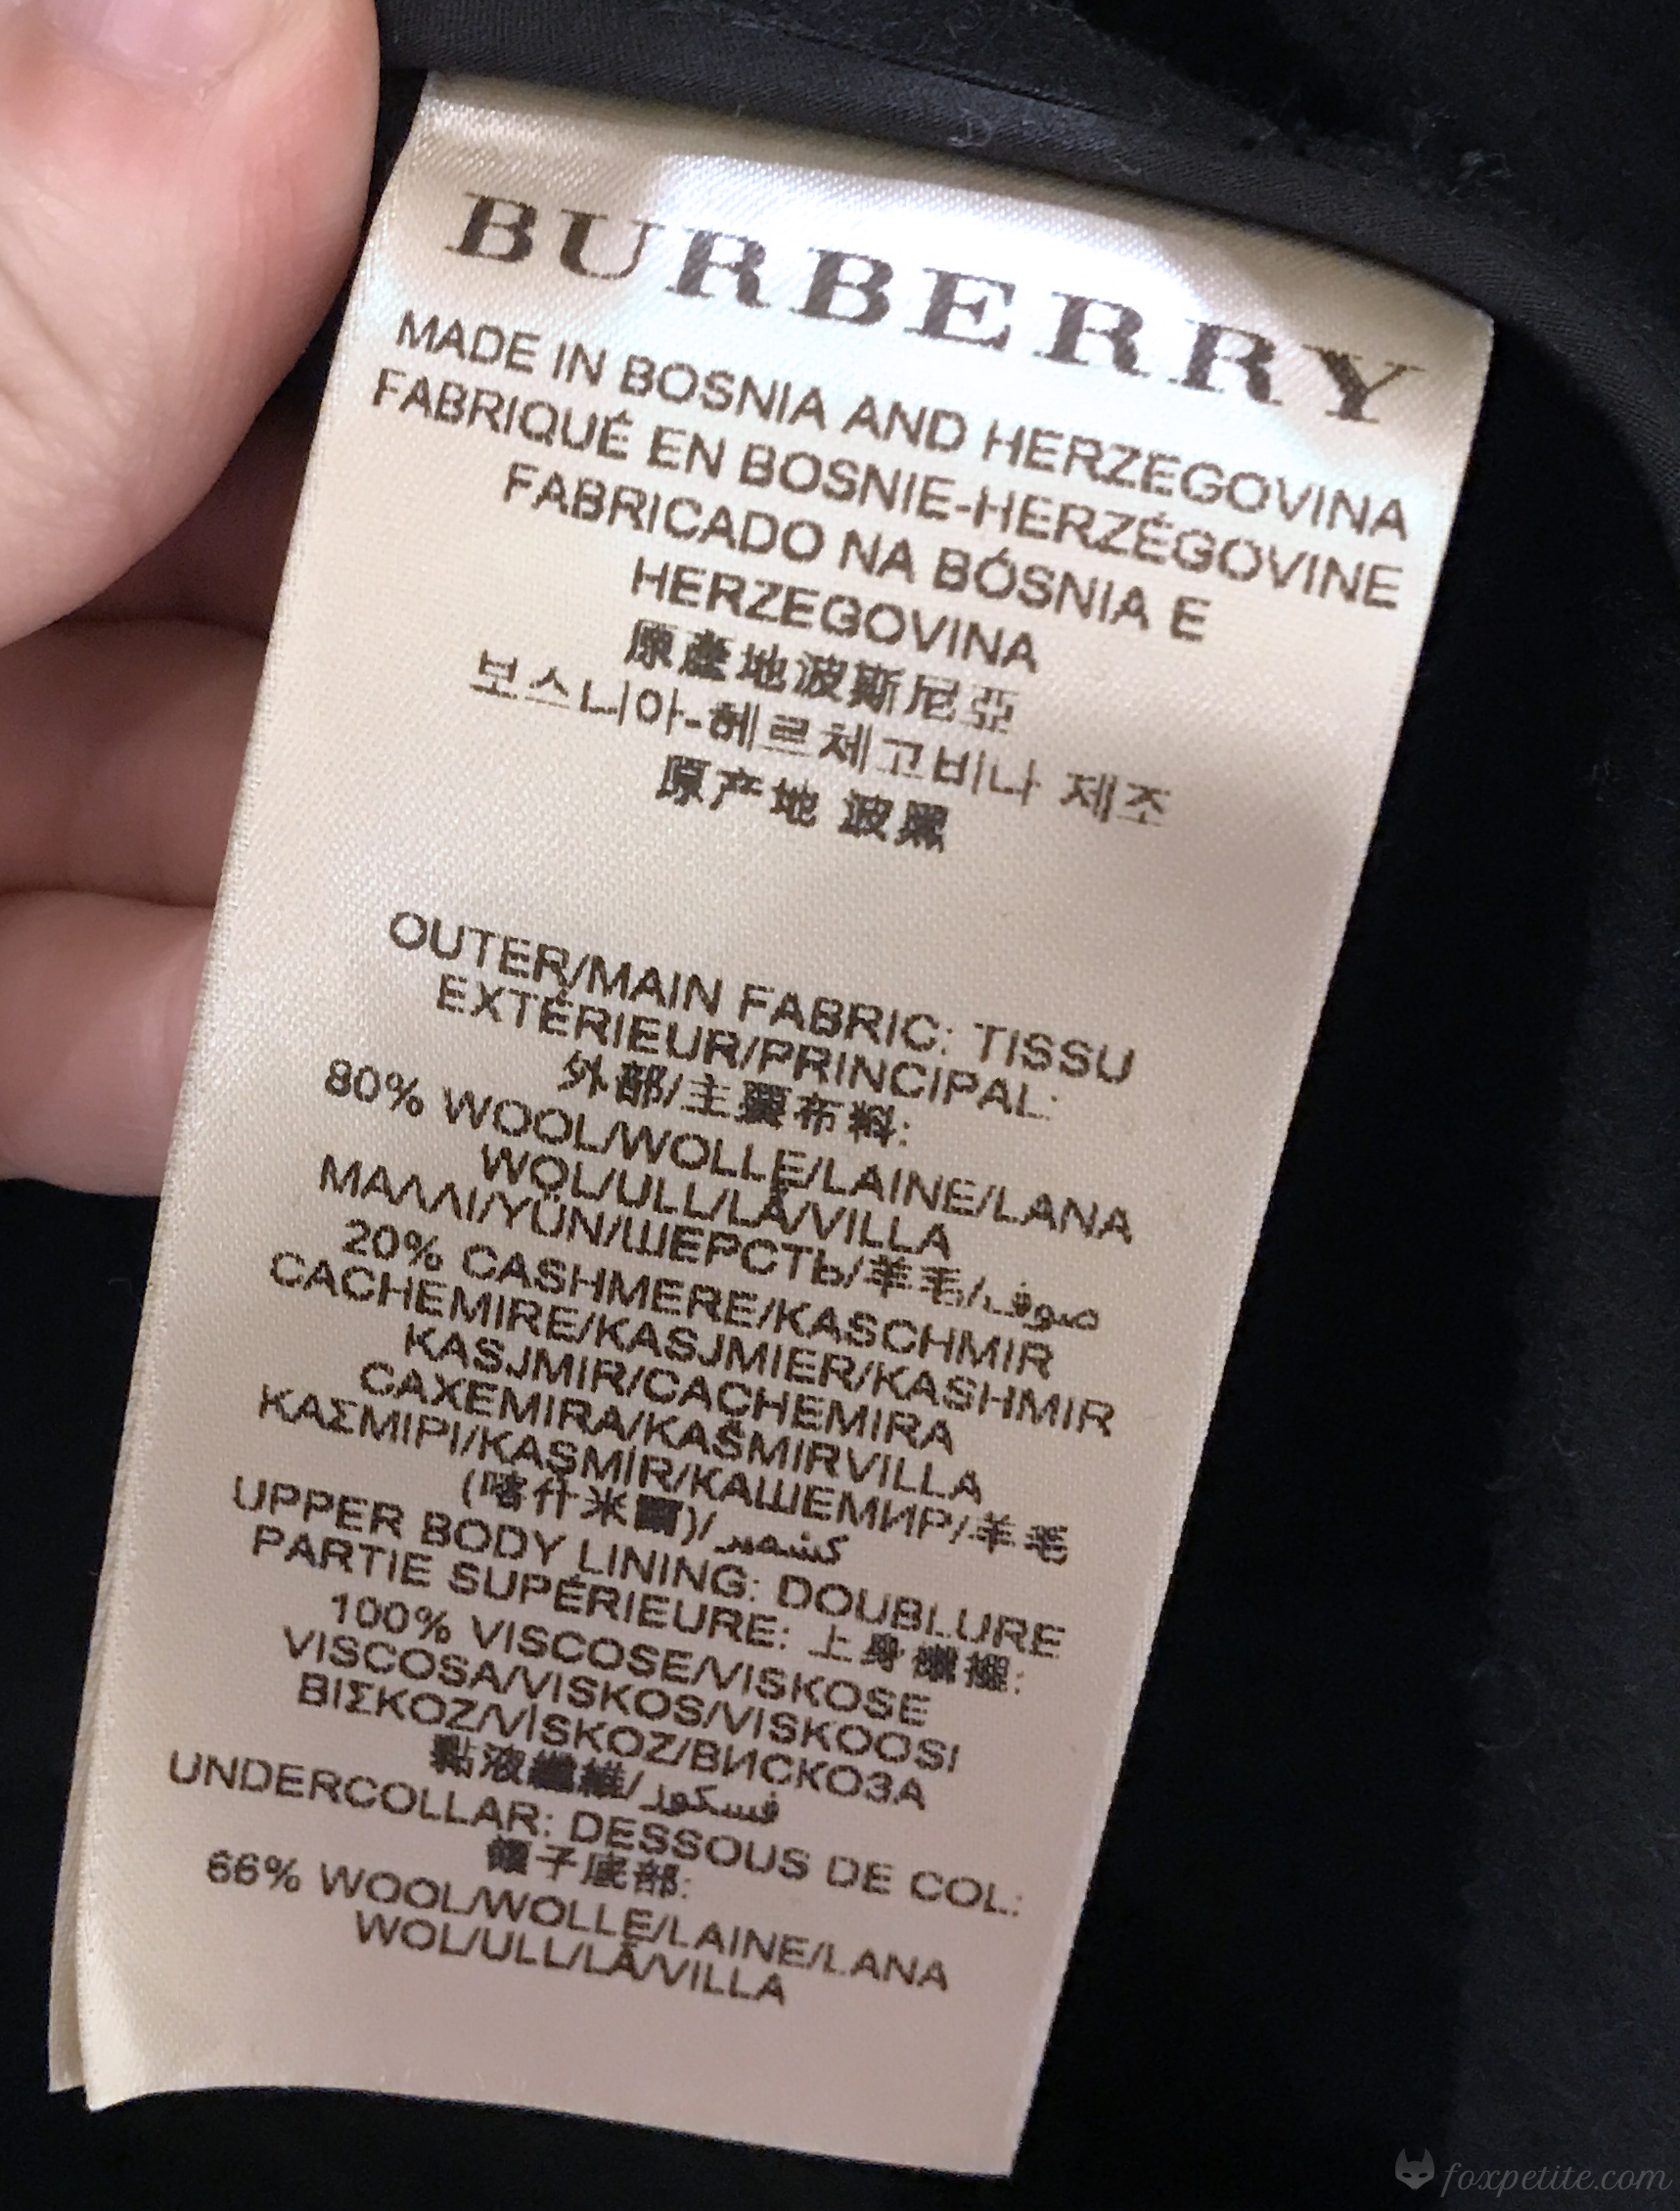 BURBERRY
MADE IN BOSNIA AND HERZEGOVINA
FABRIQUÉ EN BOSNIE-HERZÉGOVINE
FABRICADO NA BÓSNIA E
HERZEGOVINA
原產地波斯尼亞
보스니아-헤르체고비나 제조
原产地 波黑
OUTER/MAIN FABRIC: TISSU
EXTÉRIEUR/PRINCIPAL:
外部/主要布料:
80% WOOL/WOLLE/LAINE/LANA
WOL/ULL/LÃ/VILLA
ΜΑΛΛΙ/YÜN/ШЕРСТЬ/羊毛/صوف
20% CASHMERE/KASCHMIR
CACHEMIRE/KASJMIER/KASHMIR
KASJMIR/CACHEMIRA
CAXEMIRA/KAŠMIRVILLA
ΚΑΣΜΙΡΙ/KAŞMİR/КАШЕМИР/羊毛
(喀什米爾)/كشمير
UPPER BODY LINING: DOUBLURE
PARTIE SUPÉRIEURE: 上身襯裡:
100% VISCOSE/VISKOSE
VISCOSA/VISKOS/VISKOOSI
ΒΙΣΚΟΖ/VİSKOZ/ВИСКОЗА
黏液纖維/فسكوز
UNDERCOLLAR: DESSOUS DE COL:
領子底部:
66% WOOL/WOLLE/LAINE/LANA
WOL/ULL/LÃ/VILLA
foxpetite.com